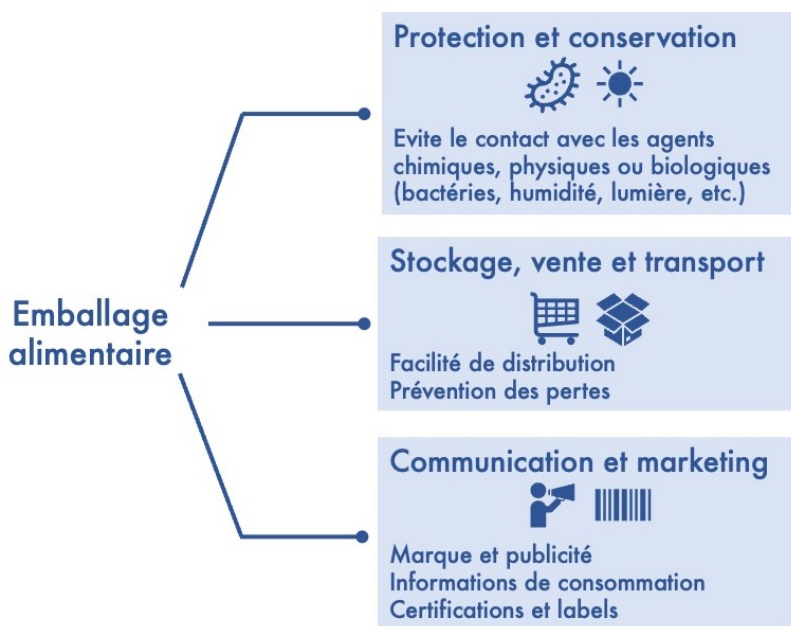 Emballage
alimentaire
Protection et conservation
Evite le contact avec les agents
chimiques, physiques ou biologiques
(bactéries, humidité, lumière, etc.)
Stockage, vente et transport
Facilité de distribution
Prévention des pertes
Communication et marketing
Marque et publicité
Informations de consommation
Certifications et labels